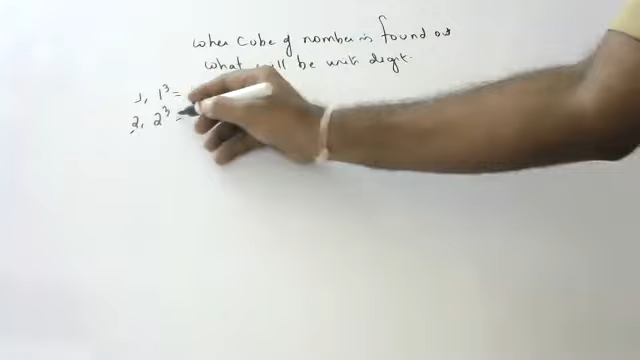 when cube of number is found out
what will be unit digit.
1, 1³ =
2, 2³ =